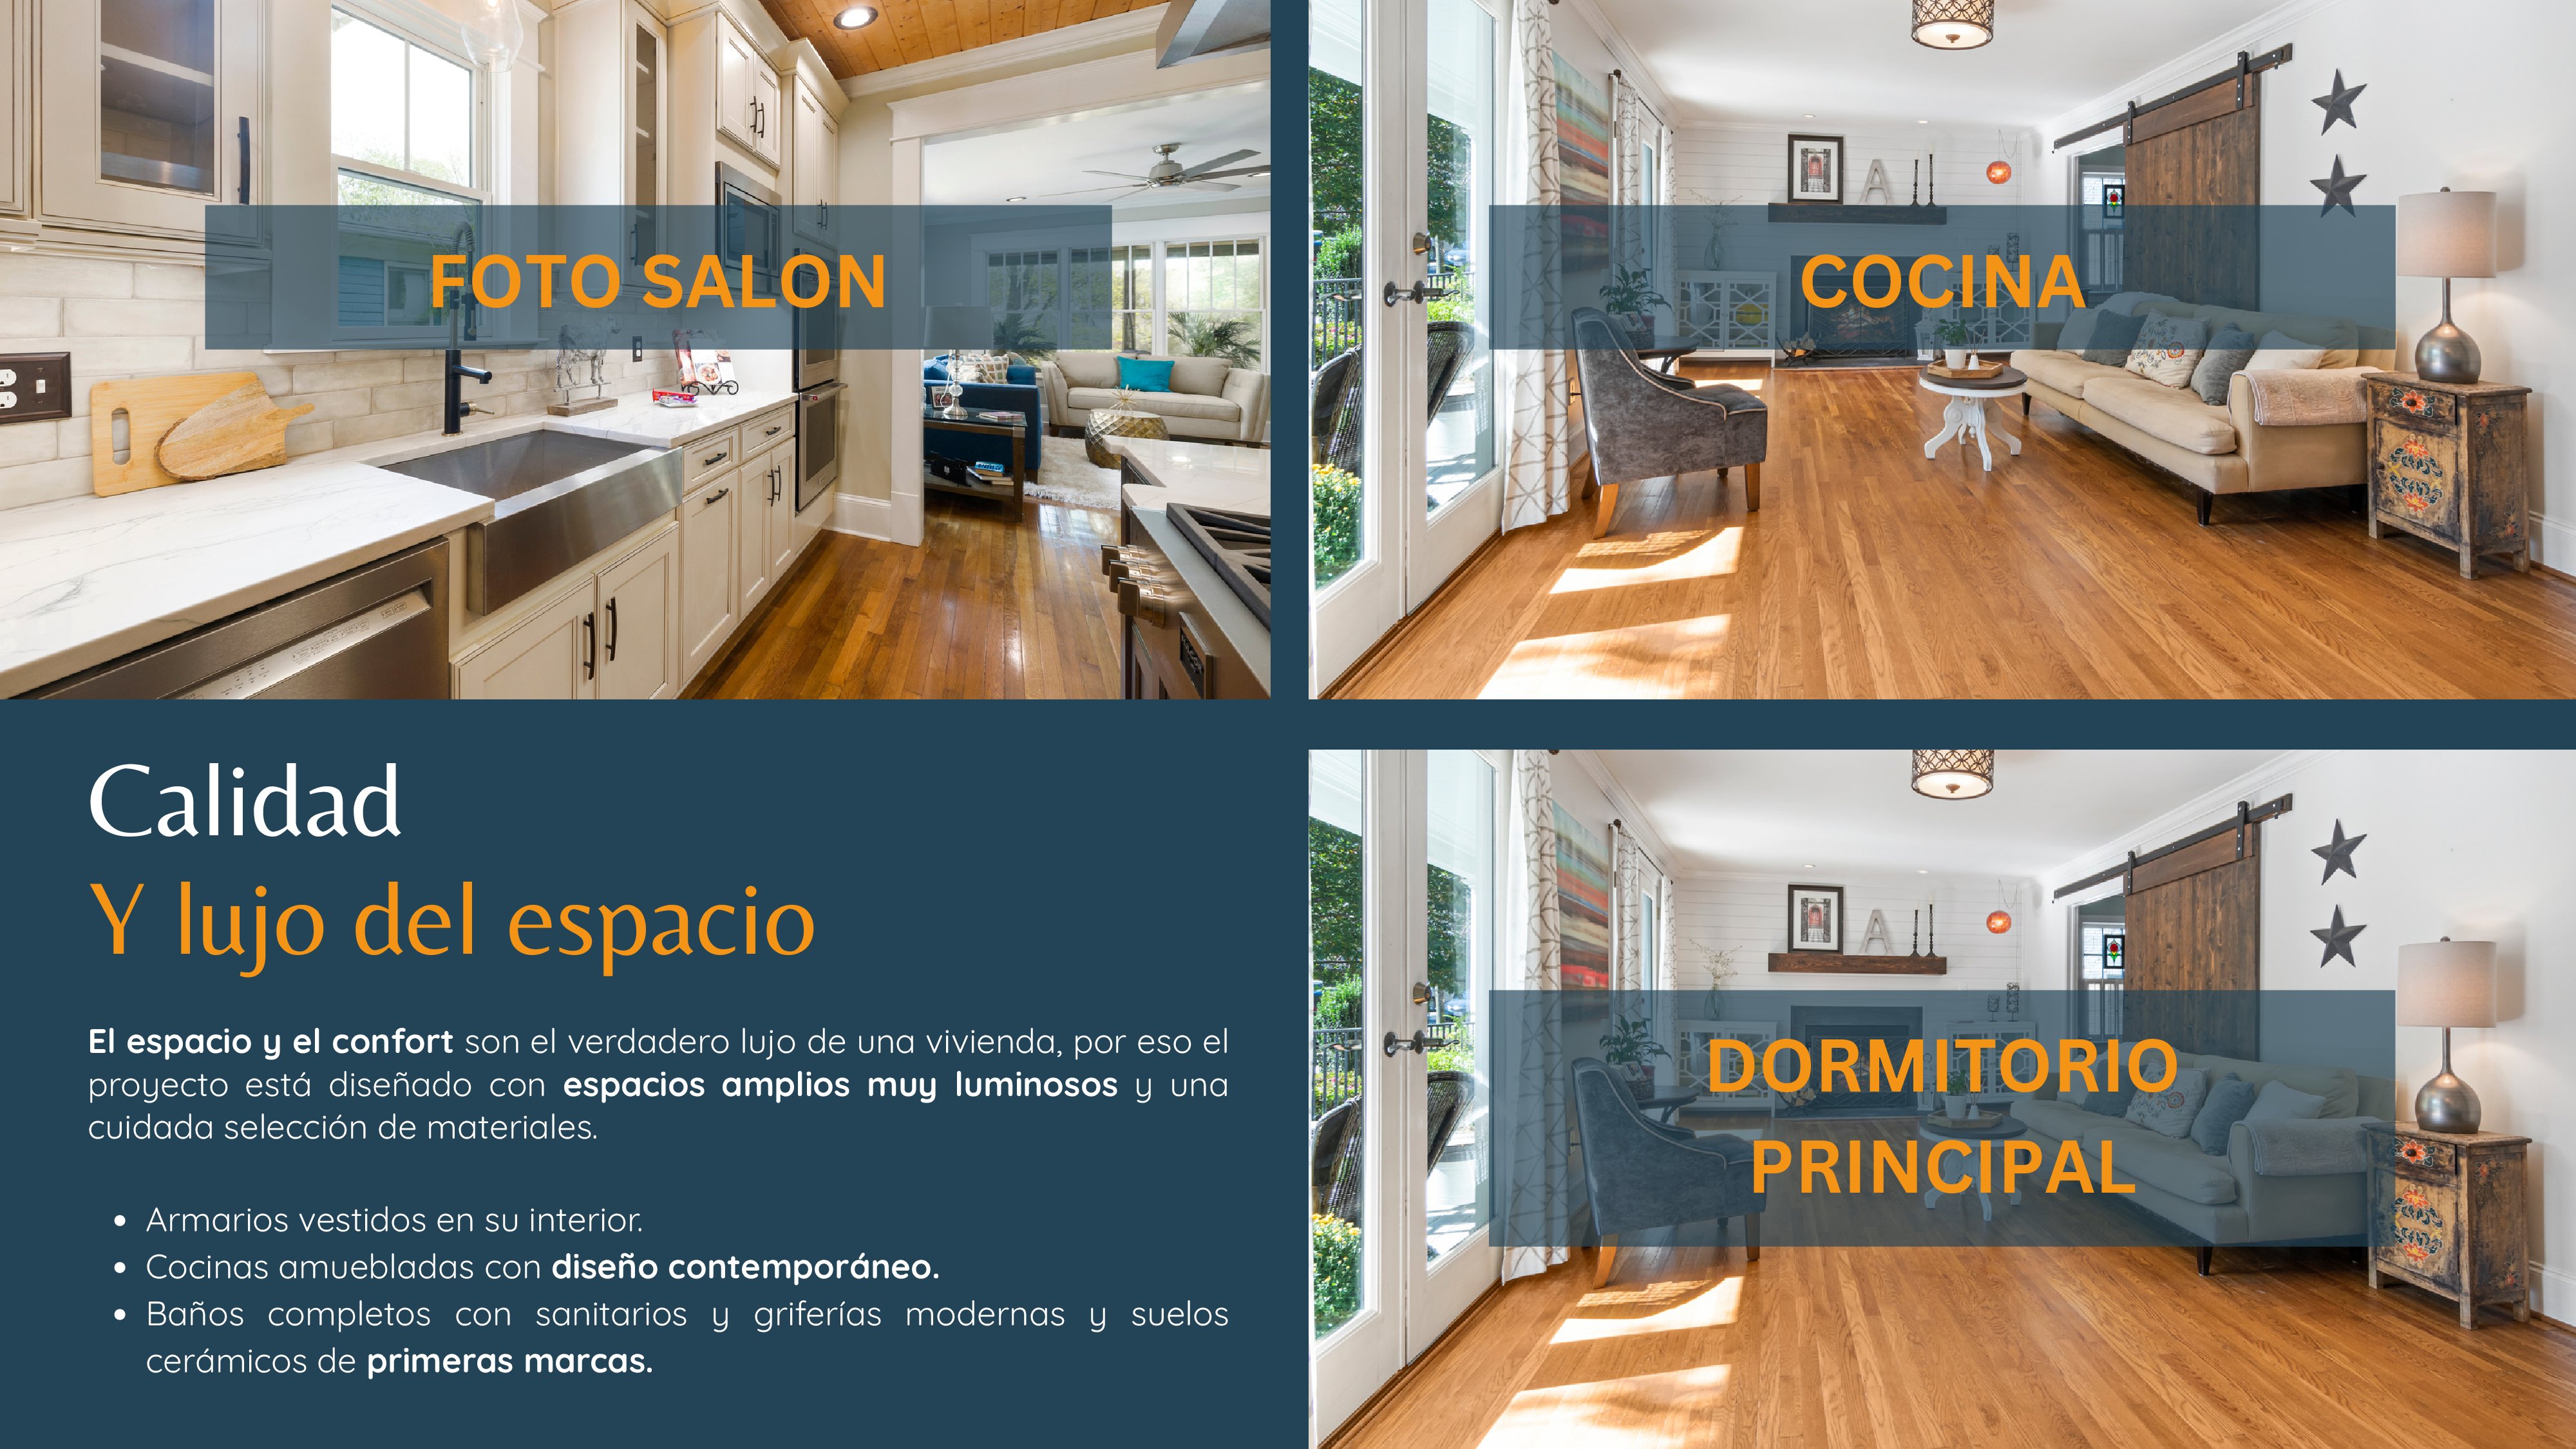 FOTO SALON
COCINA
Calidad
Y lujo del espacio
El espacio y el confort son el verdadero lujo de una vivienda, por eso el
proyecto está diseñado con espacios amplios muy luminosos y una
cuidada selección de materiales.
Armarios vestidos en su interior.
Cocinas amuebladas con diseño contemporáneo.
Baños completos con sanitarios y griferías modernas y suelos
cerámicos de primeras marcas.
A
DORMITORIO
PRINCIPAL
A